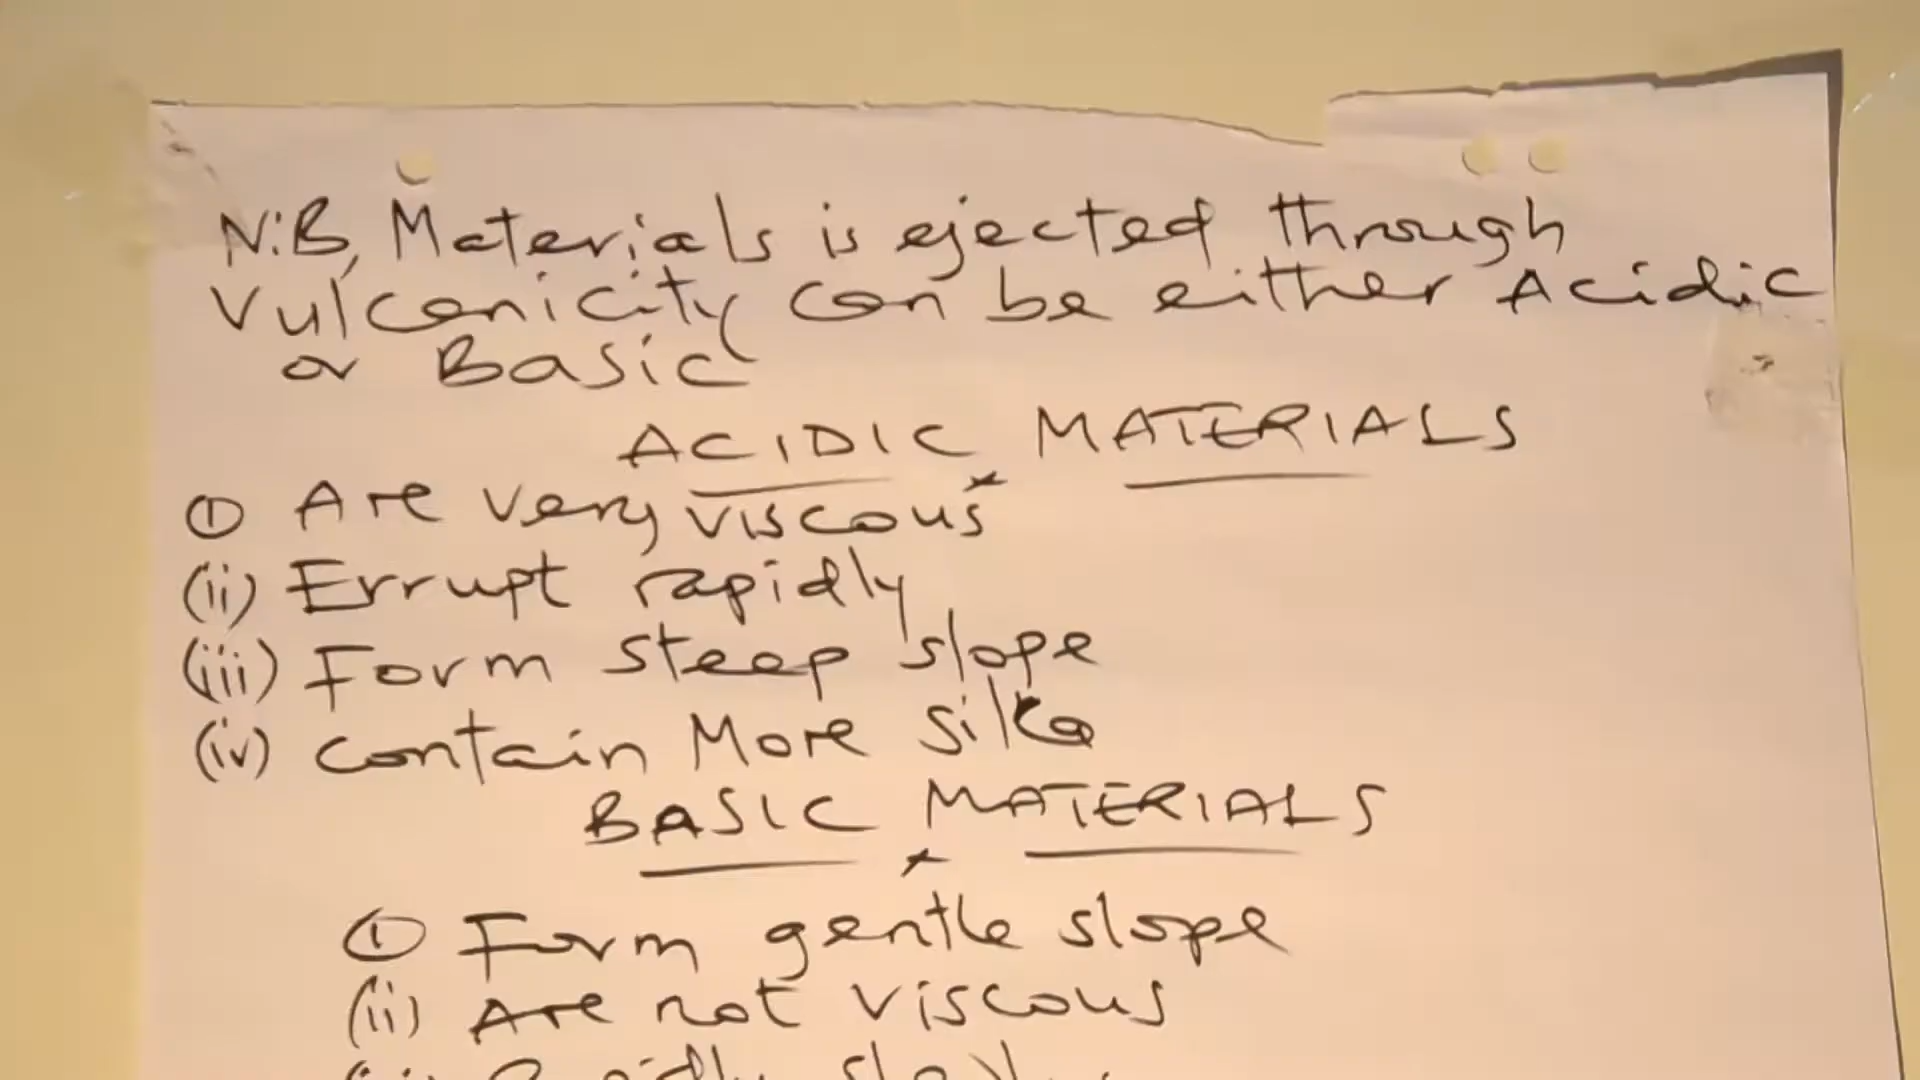 N.B, Materials is ejected through
Vulcanicity can be either Acidic
or Basic
ACIDIC MATERIALS
(i) Are very viscous
(ii) Errupt rapidly
(iii) Form steep slope
(iv) contain More silica
BASIC MATERIALS
(i) Form gentle slope
(ii) Are not viscous